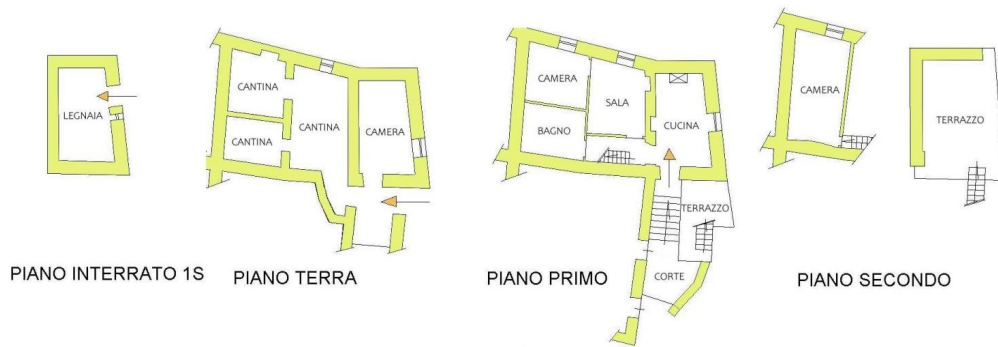 LEGNAIA
PIANO INTERRATO 1S
CANTINA
CANTINA
CANTINA
CAMERA
PIANO TERRA
CAMERA
SALA
BAGNO
CUCINA
TERRAZZO
CORTE
PIANO PRIMO
CAMERA
TERRAZZO
PIANO SECONDO